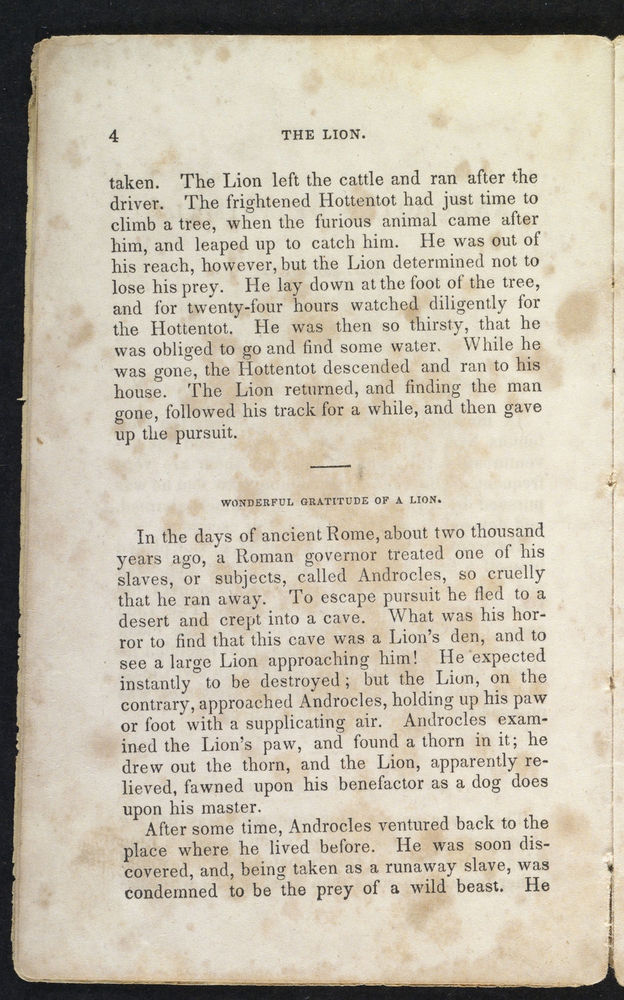 4
THE LION.
taken. The Lion left the cattle and ran after the
driver. The frightened Hottentot had just time to
climb a tree, when the furious animal came after
him, and leaped up to catch him. He was out of
his reach, however, but the Lion determined not to
lose his prey. He lay down at the foot of the tree,
and for twenty-four hours watched diligently for
the Hottentot. He was then so thirsty, that he
was obliged to go and find some water. While he
was gone, the Hottentot descended and ran to his
house. The Lion returned, and finding the man
gone, followed his track for a while, and then gave
up the pursuit.
WONDERFUL GRATITUDE OF A LION.
In the days of ancient Rome, about two thousand
years ago, a Roman governor treated one of his
slaves, or subjects, called Androcles, so cruelly
that he ran away. To escape pursuit he fled to a
desert and crept into a cave. What was his hor-
ror to find that this cave was a Lion's den, and to
see a large Lion approaching him! He expected
instantly to be destroyed; but the Lion, on the
contrary, approached Androcles, holding up his paw
or foot with a supplicating air. Androcles exam-
ined the Lion's paw, and found a thorn in it; he
drew out the thorn, and the Lion, apparently re-
lieved, fawned upon his benefactor as a dog does
upon his master.
After some time, Androcles ventured back to the
place where he lived before. He was soon dis-
covered, and, being taken as a runaway slave, was
condemned to be the prey of a wild beast. He